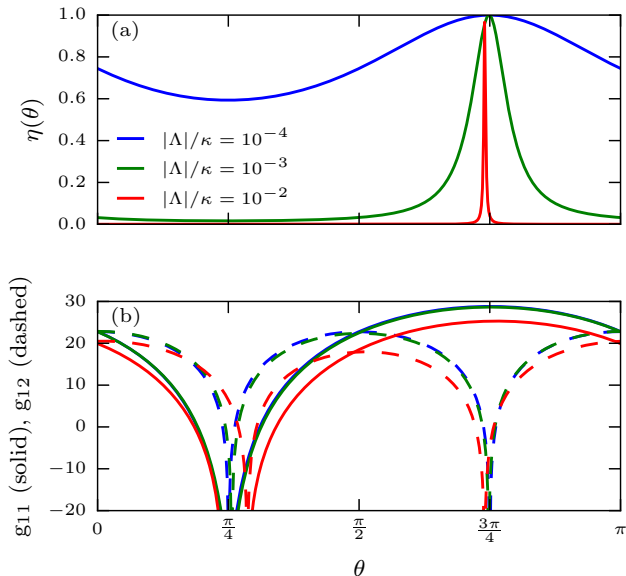 (a)
η(θ)
1.0
0.8
0.6
0.4
0.2
0.0
|Λ|/κ = 10⁻⁴
|Λ|/κ = 10⁻³
|Λ|/κ = 10⁻²
(b)
g₁₁ (solid), g₁₂ (dashed)
30
20
10
0
−10
−20
0
π/4
π/2
3π/4
π
θ